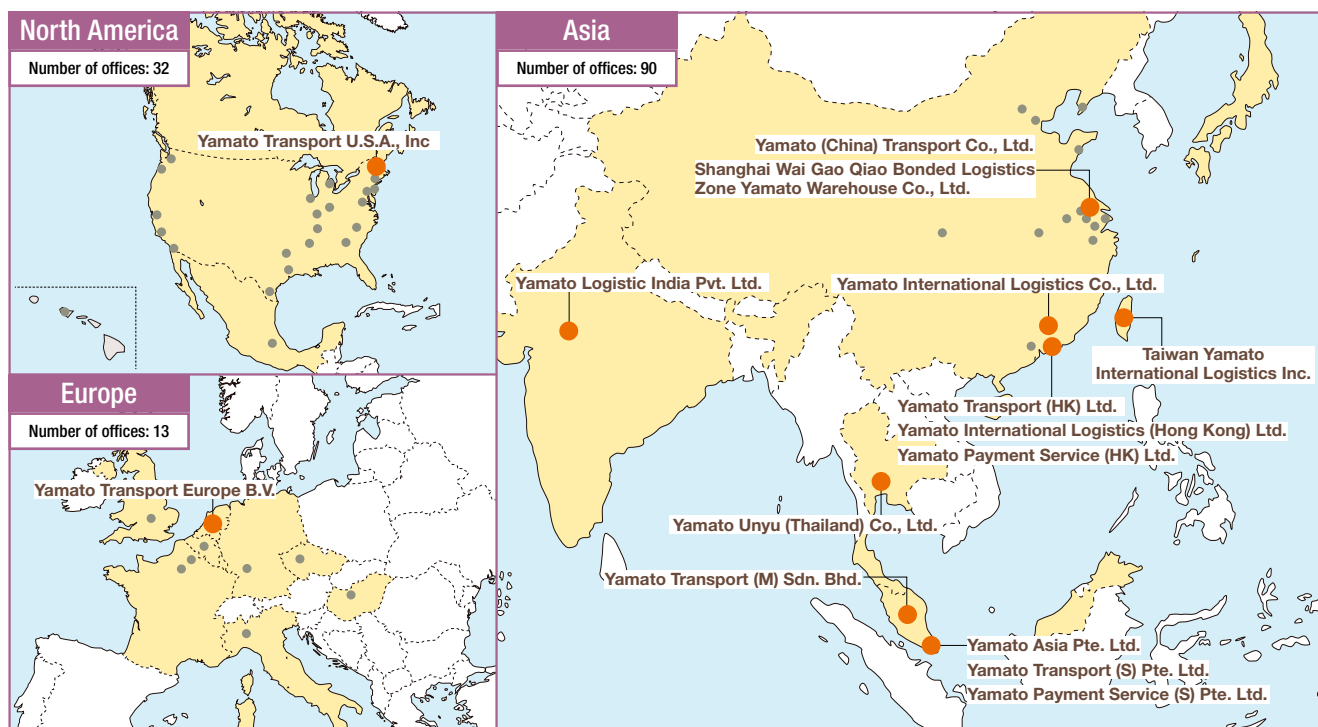 North America
Number of offices: 32
Yamato Transport U.S.A., Inc
Europe
Number of offices: 13
Yamato Transport Europe B.V.
Asia
Number of offices: 90
Yamato (China) Transport Co., Ltd.
Shanghai Wai Gao Qiao Bonded Logistics
Zone Yamato Warehouse Co., Ltd.
Yamato Logistic India Pvt. Ltd.
Yamato International Logistics Co., Ltd.
Taiwan Yamato
International Logistics Inc.
Yamato Transport (HK) Ltd.
Yamato International Logistics (Hong Kong) Ltd.
Yamato Payment Service (HK) Ltd.
Yamato Unyu (Thailand) Co., Ltd.
Yamato Transport (M) Sdn. Bhd.
Yamato Asia Pte. Ltd.
Yamato Transport (S) Pte. Ltd.
Yamato Payment Service (S) Pte. Ltd.